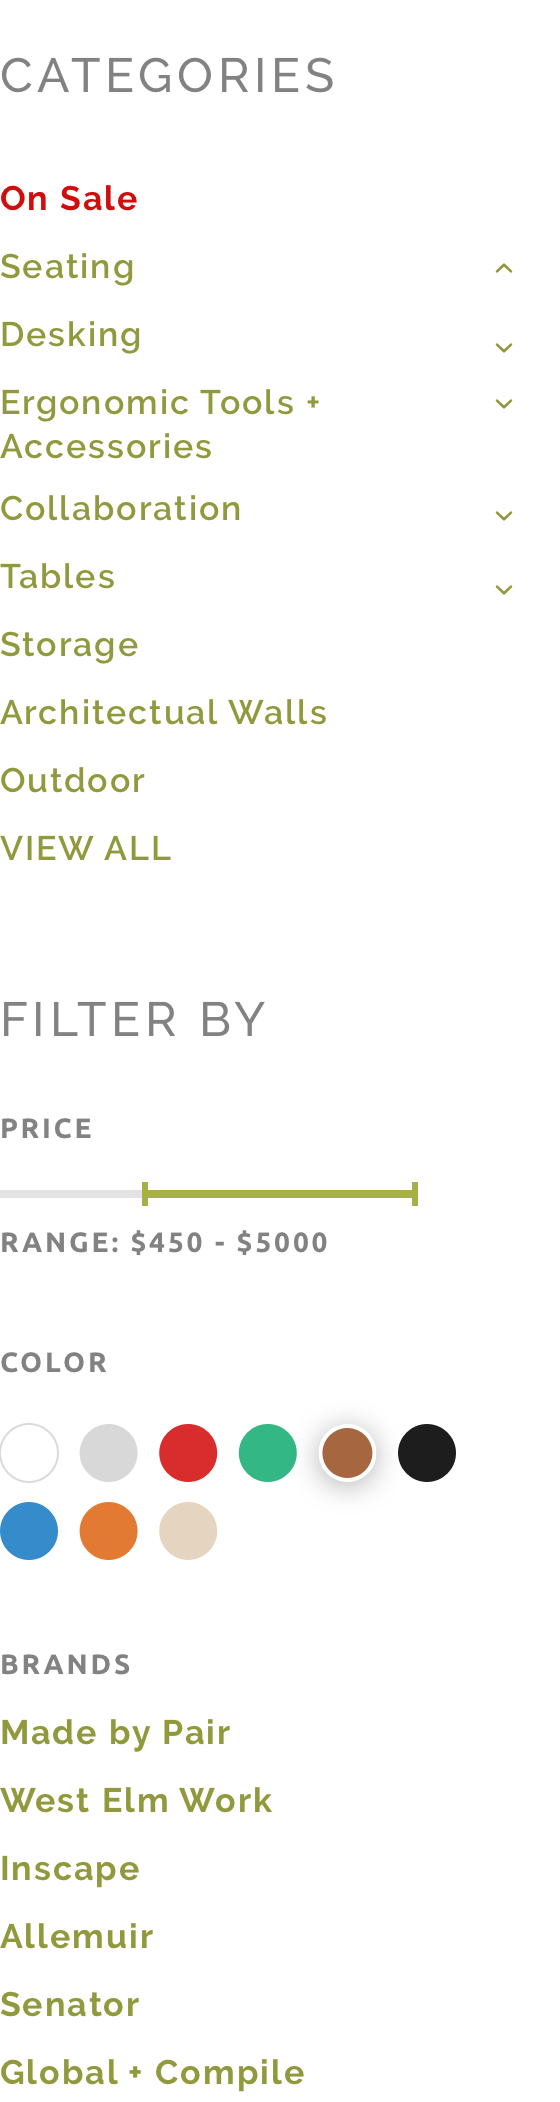 CATEGORIES
On Sale
Seating
Desking
Ergonomic Tools +
Accessories
Collaboration
Tables
Storage
Architectual Walls
Outdoor
VIEW ALL
FILTER BY
PRICE
RANGE: $450 - $5000
COLOR
BRANDS
Made by Pair
West Elm Work
Inscape
Allemuir
Senator
Global + Compile